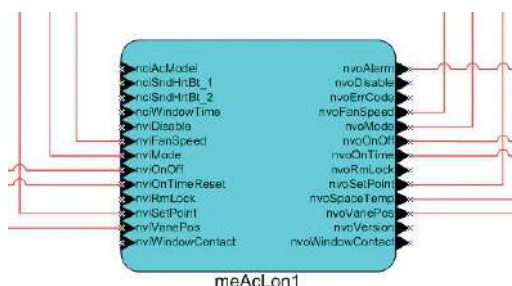 nciAcModel
nciSndHrtBt_1
nciSndHrtBt_2
nciWindowTime
nviDisable
nviFanSpeed
nviMode
nviOnOff
nviOnTimeReset
nviRmLock
nviSetPoint
nviVanePos
nviWindowContact
nvoAlarm
nvoDisable
nvoErrCode
nvoFanSpeed
nvoMode
nvoOnOff
nvoOnTime
nvoRmLock
nvoSetPoint
nvoSpaceTemp
nvoVanePos
nvoVersion
nvoWindowContact
meAcLon1